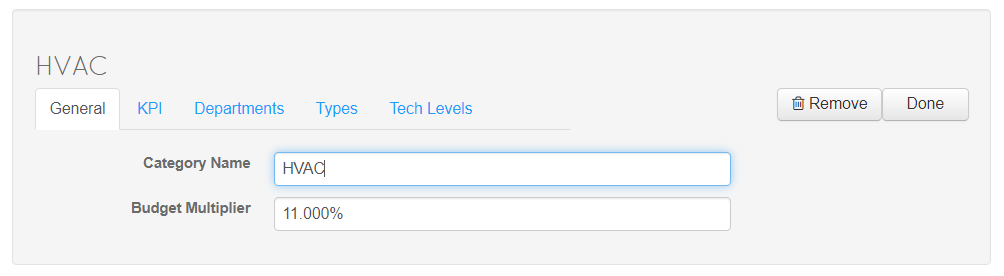 HVAC
General KPI Departments Types Tech Levels Remove Done
Category Name HVAC
Budget Multiplier 11.000%